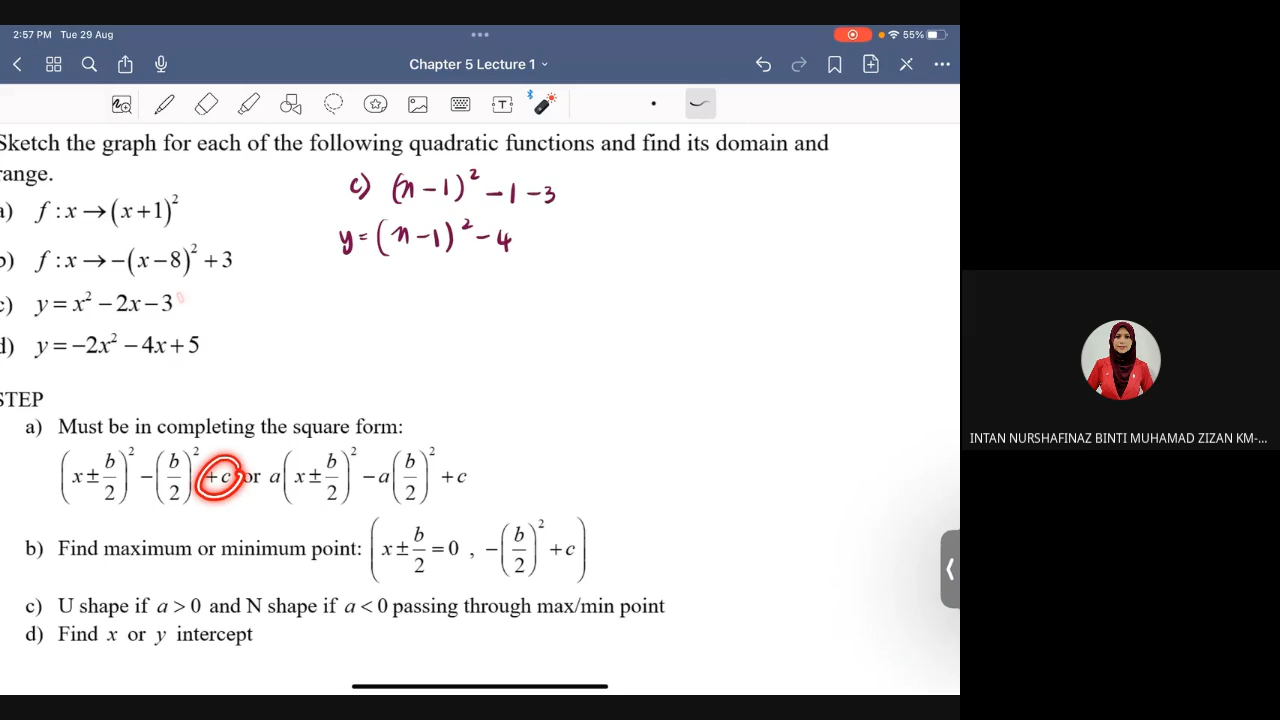 2:57 PM Tue 29 Aug
55%
Chapter 5 Lecture 1
Sketch the graph for each of the following quadratic functions and find its domain and
range.
a) f : x → (x+1)²
b) f : x → −(x−8)² + 3
c) y = x² − 2x − 3
d) y = −2x² − 4x + 5
c) (x − 1)² − 1 − 3
y = (x − 1)² − 4
STEP
a) Must be in completing the square form:
(x ± b/2)² − (b/2)² + c or a(x ± b/2)² − a(b/2)² + c
b) Find maximum or minimum point: (x ± b/2 = 0 , −(b/2)² + c)
c) U shape if a > 0 and N shape if a < 0 passing through max/min point
d) Find x or y intercept
INTAN NURSHAFINAZ BINTI MUHAMAD ZIZAN KM-...